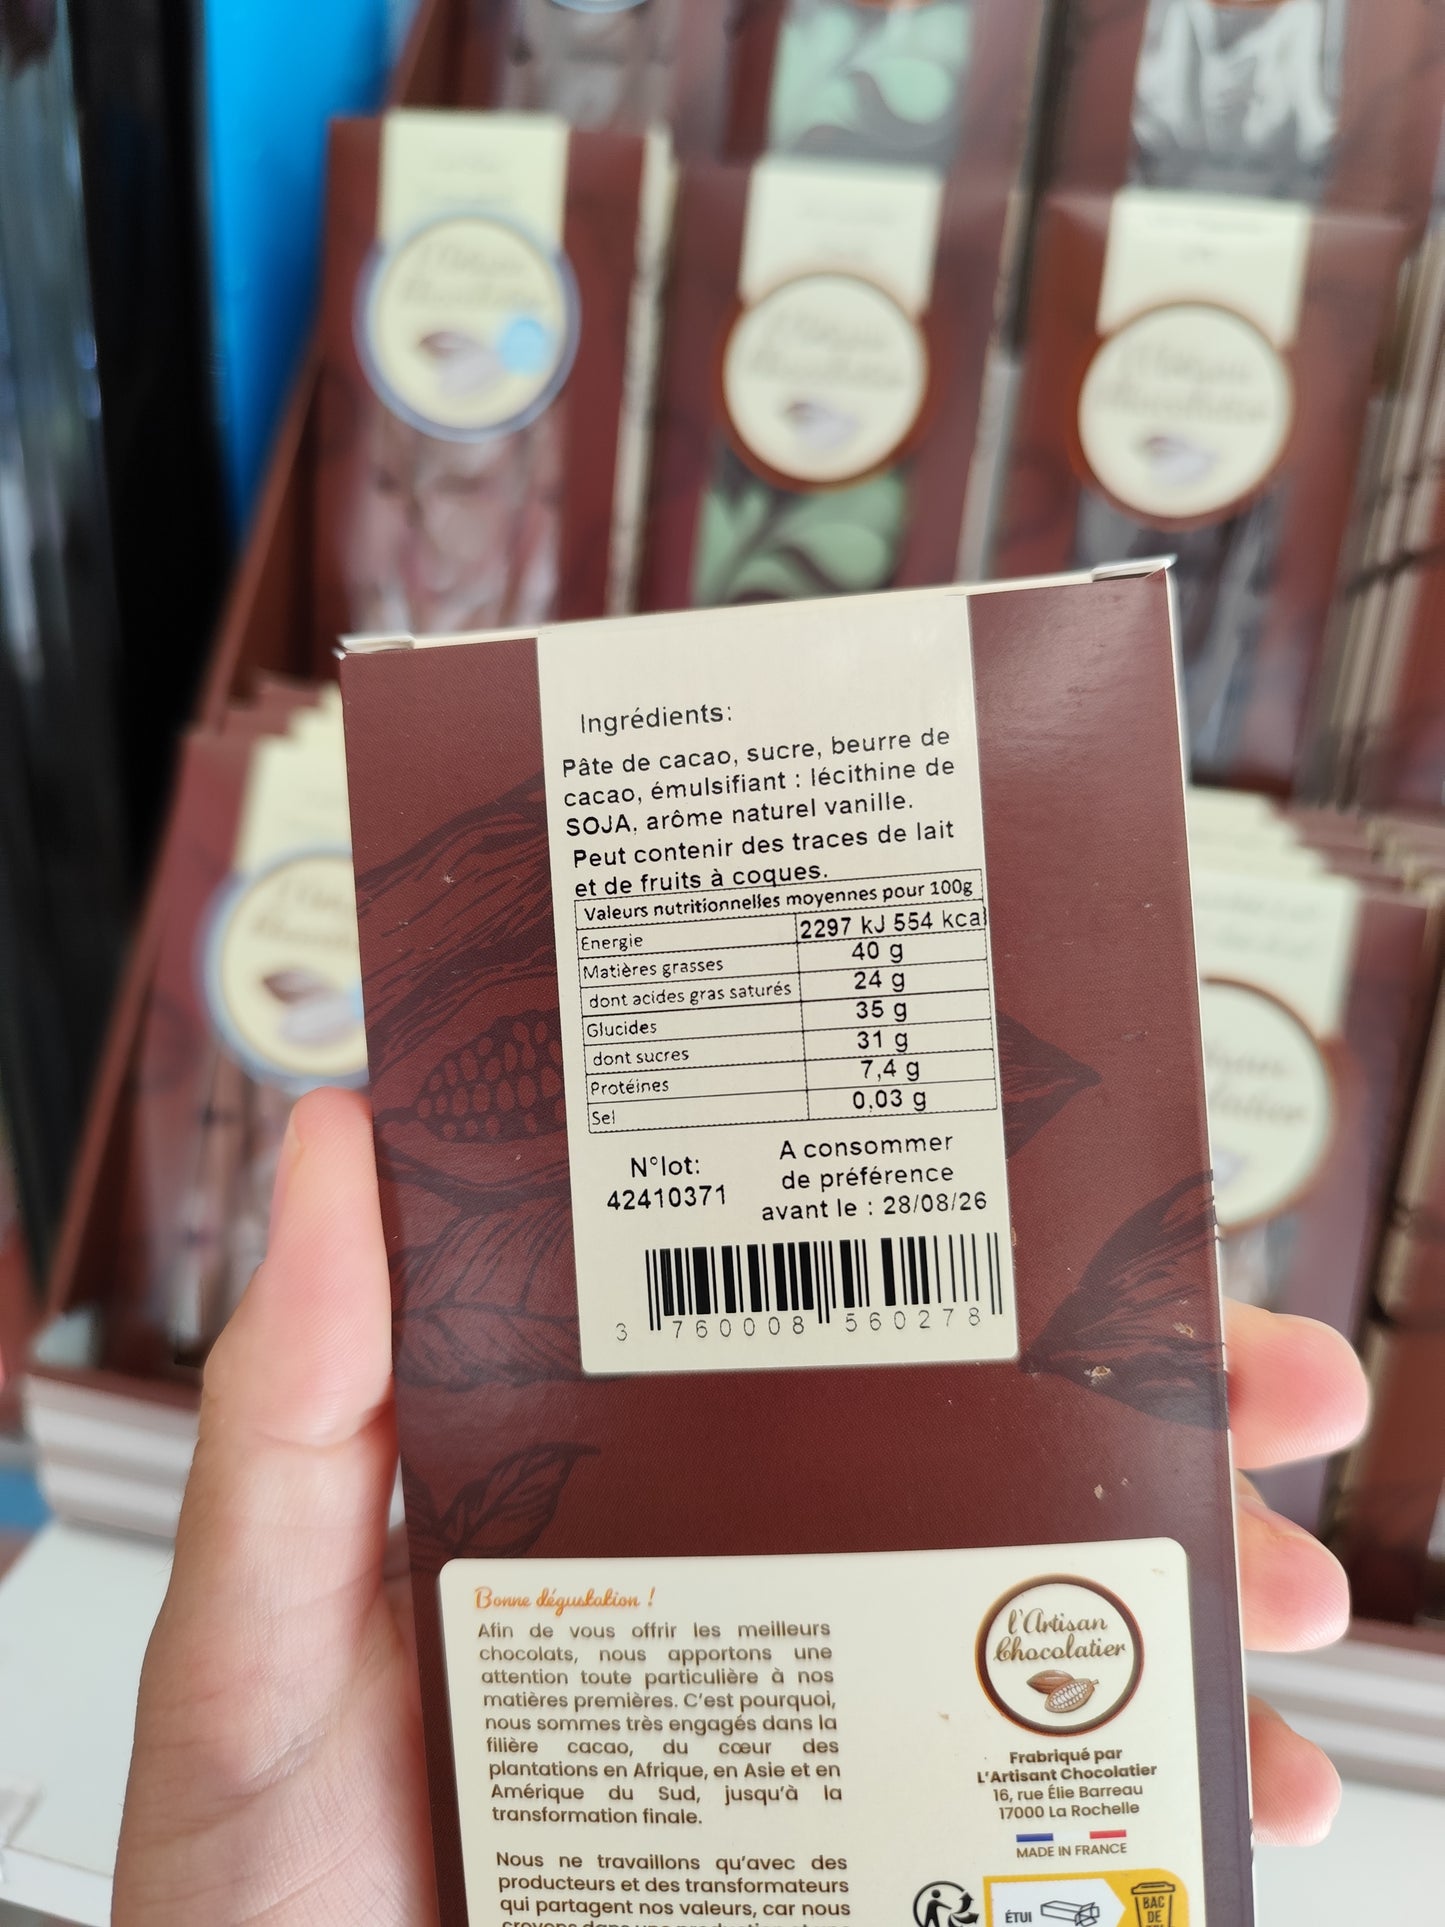 Ingrédients:
Pâte de cacao, sucre, beurre de
cacao, émulsifiant : lécithine de
SOJA, arôme naturel vanille.
Peut contenir des traces de lait
et de fruits à coques.
Valeurs nutritionnelles moyennes pour 100g
Energie 2297 kJ 554 kcal
Matières grasses 40 g
dont acides gras saturés 24 g
Glucides 35 g
dont sucres 31 g
Protéines 7,4 g
Sel 0,03 g
N°lot:
42410371
A consommer
de préférence
avant le : 28/08/26
3 760008 560278
Bonne dégustation !
Afin de vous offrir les meilleurs
chocolats, nous apportons une
attention toute particulière à nos
matières premières. C'est pourquoi,
nous sommes très engagés dans la
filière cacao, du cœur des
plantations en Afrique, en Asie et en
Amérique du Sud, jusqu'à la
transformation finale.
Nous ne travaillons qu'avec des
producteurs et des transformateurs
qui partagent nos valeurs, car nous
l'Artisan
Chocolatier
Frabriqué par
L'Artisant Chocolatier
16, rue Élie Barreau
17000 La Rochelle
MADE IN FRANCE
ÉTUI
BAC
DE